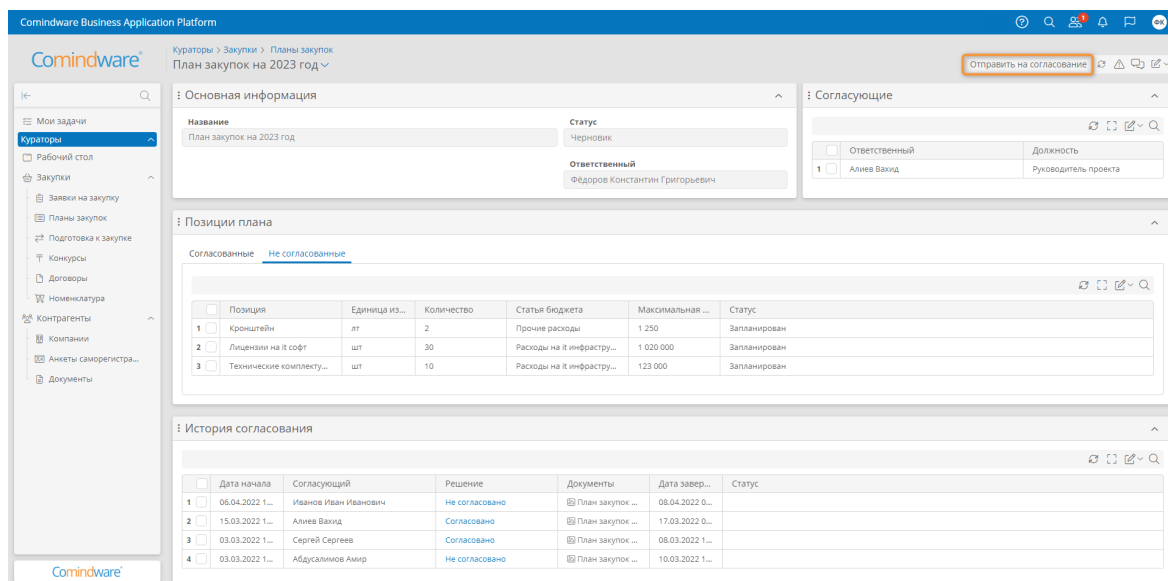 Comindware Business Application Platform
1
ФК
Comindware
Кураторы > Закупки > Планы закупок
План закупок на 2023 год
Отправить на согласование
Мои задачи
Кураторы
Рабочий стол
Закупки
Заявки на закупку
Планы закупок
Подготовка к закупке
Конкурсы
Договоры
Номенклатура
Контрагенты
Компании
Анкеты саморегистра...
Документы
Comindware
Основная информация
Название
План закупок на 2023 год
Статус
Черновик
Ответственный
Фёдоров Константин Григорьевич
Согласующие
Ответственный Должность
1 Алиев Вахид Руководитель проекта
Позиции плана
Согласованные Не согласованные
Позиция Единица из... Количество Статья бюджета Максимальная ... Статус
1 Кронштейн лт 2 Прочие расходы 1 250 Запланирован
2 Лицензии на it софт шт 30 Расходы на it инфрастру... 1 020 000 Запланирован
3 Технические комплекту... шт 10 Расходы на it инфрастру... 123 000 Запланирован
История согласования
Дата начала Согласующий Решение Документы Дата завер... Статус
1 06.04.2022 1... Иванов Иван Иванович Не согласовано План закупок ... 08.04.2022 0...
2 15.03.2022 1... Алиев Вахид Согласовано План закупок ... 17.03.2022 0...
3 03.03.2022 1... Сергей Сергеев Согласовано План закупок ... 08.03.2022 1...
4 03.03.2022 1... Абдусалимов Амир Не согласовано План закупок ... 10.03.2022 1...